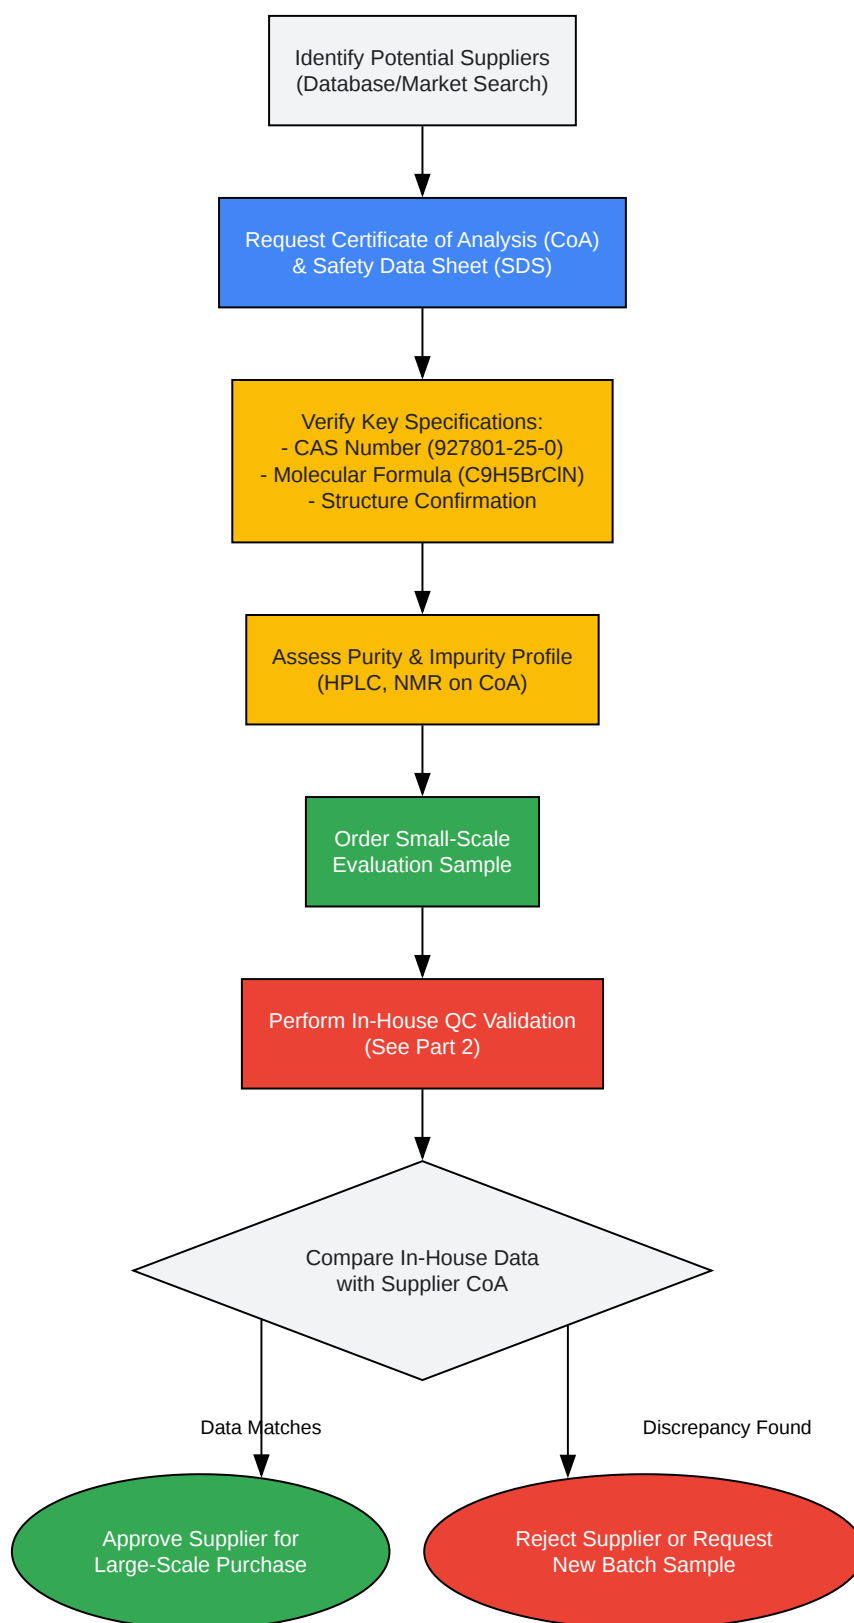 Identify Potential Suppliers
(Database/Market Search)
Request Certificate of Analysis (CoA)
& Safety Data Sheet (SDS)
Verify Key Specifications:
- CAS Number (927801-25-0)
- Molecular Formula (C9H5BrClN)
- Structure Confirmation
Assess Purity & Impurity Profile
(HPLC, NMR on CoA)
Order Small-Scale
Evaluation Sample
Perform In-House QC Validation
(See Part 2)
Compare In-House Data
with Supplier CoA
Data Matches
Discrepancy Found
Approve Supplier for
Large-Scale Purchase
Reject Supplier or Request
New Batch Sample